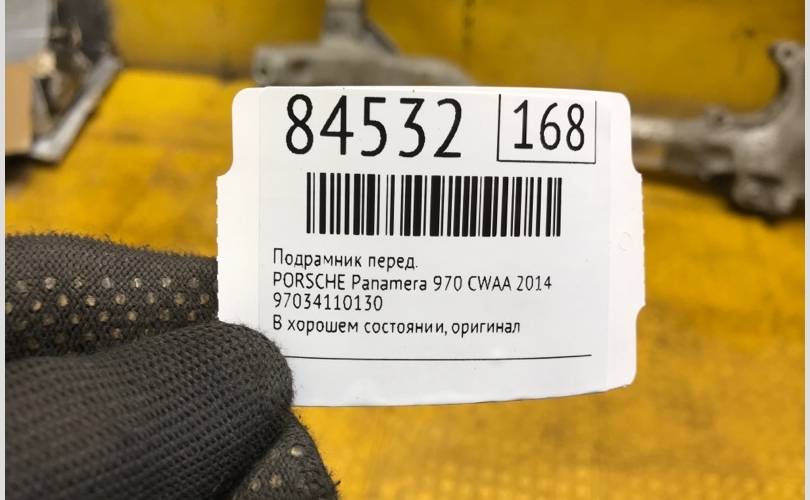 84532 168
Подрамник перед.
PORSCHE Panamera 970 CWAA 2014
97034110130
В хорошем состоянии, оригинал